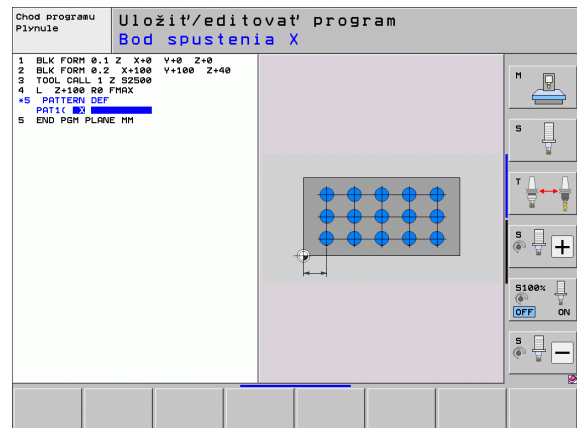 Chod programu
Plynule
Uložiť/editovať program
Bod spustenia X
1 BLK FORM 0.1 Z X+0 Y+0 Z+0
2 BLK FORM 0.2 X+100 Y+100 Z+40
3 TOOL CALL 1 Z S2500
4 L Z+100 R0 FMAX
*5 PATTERN DEF
PAT1( X
5 END PGM PLANE MM
M
S
T
S
S100%
OFF ON
S